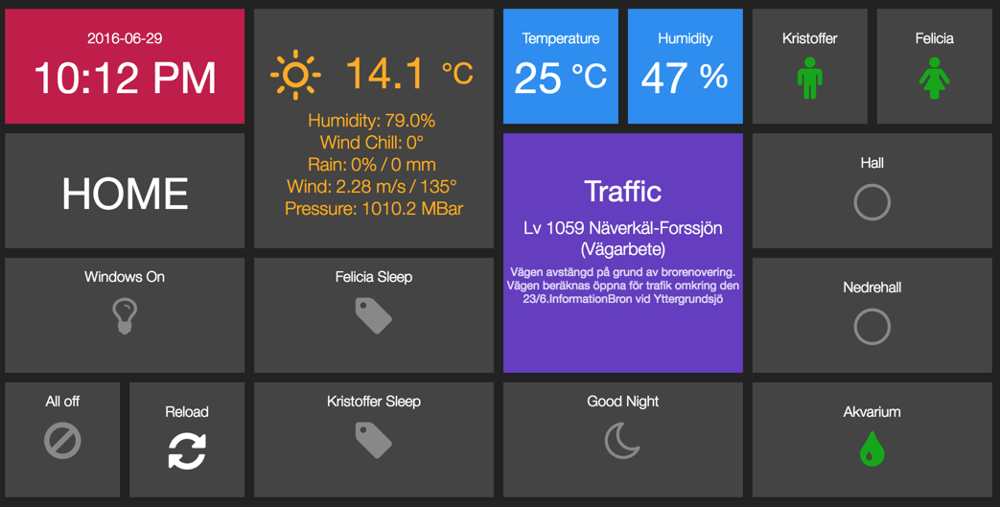 2016-06-29
10:12 PM
14.1 °C
Humidity: 79.0%
Wind Chill: 0°
Rain: 0% / 0 mm
Wind: 2.28 m/s / 135°
Pressure: 1010.2 MBar
Temperature
25 °C
Humidity
47 %
Kristoffer
Felicia
HOME
Traffic
Lv 1059 Näverkäl-Forssjön
(Vägarbete)
Vägen avstängd på grund av brorenovering.
Vägen beräknas öppna för trafik omkring den
23/6.InformationBron vid Yttergrundsjö
Hall
Windows On
Felicia Sleep
Nedrehall
All off
Reload
Kristoffer Sleep
Good Night
Akvarium